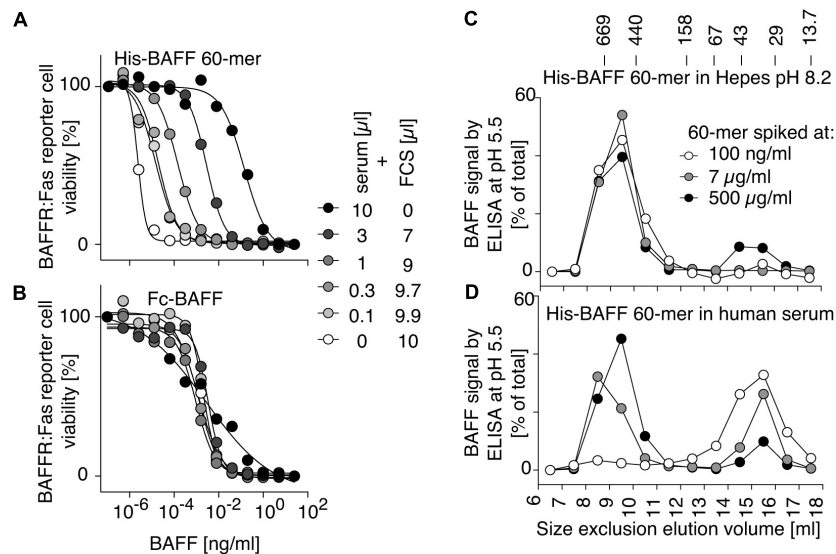 A
His-BAFF 60-mer
100
0
BAFFR:Fas reporter cell
viability [%]
serum [µl]
+
FCS [µl]
10 0
3 7
1 9
0.3 9.7
0.1 9.9
0 10
B
Fc-BAFF
100
0
BAFFR:Fas reporter cell
viability [%]
10⁻⁶ 10⁻⁴ 10⁻² 10⁰ 10²
BAFF [ng/ml]
C
669 440 158 67 43 29 13.7
His-BAFF 60-mer in Hepes pH 8.2
60
0
BAFF signal by
ELISA at pH 5.5
[% of total]
60-mer spiked at:
100 ng/ml
7 µg/ml
500 µg/ml
D
His-BAFF 60-mer in human serum
60
0
BAFF signal by
ELISA at pH 5.5
[% of total]
6 7 8 9 10 11 12 13 14 15 16 17 18
Size exclusion elution volume [ml]